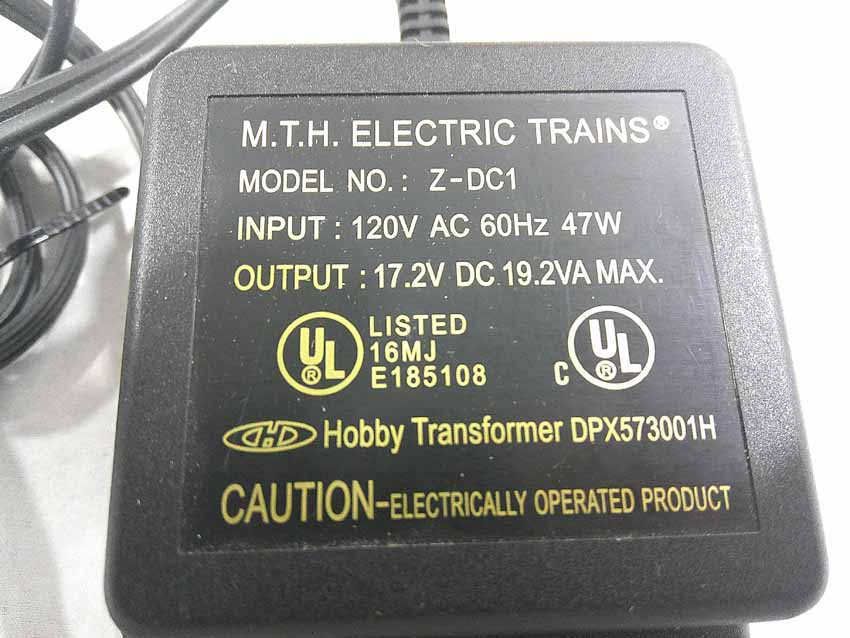 M.T.H. ELECTRIC TRAINS®
MODEL NO.: Z-DC1
INPUT : 120V AC 60Hz 47W
OUTPUT : 17.2V DC 19.2VA MAX.
UL ® LISTED
16MJ
E185108
C UL ®
CHD Hobby Transformer DPX573001H
CAUTION-ELECTRICALLY OPERATED PRODUCT